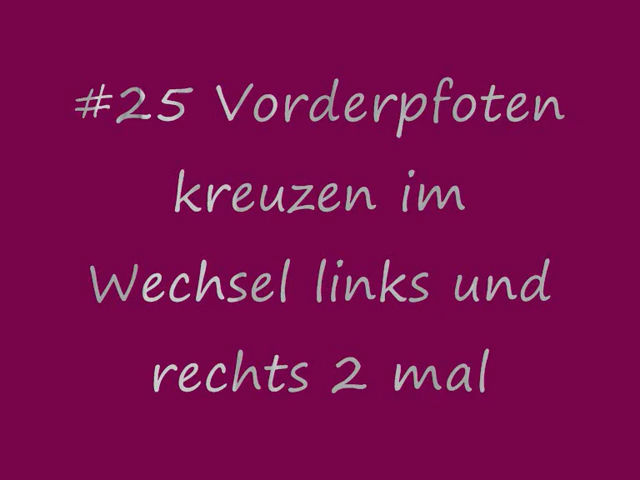 #25 Vorderpfoten
kreuzen im
Wechsel links und
rechts 2 mal